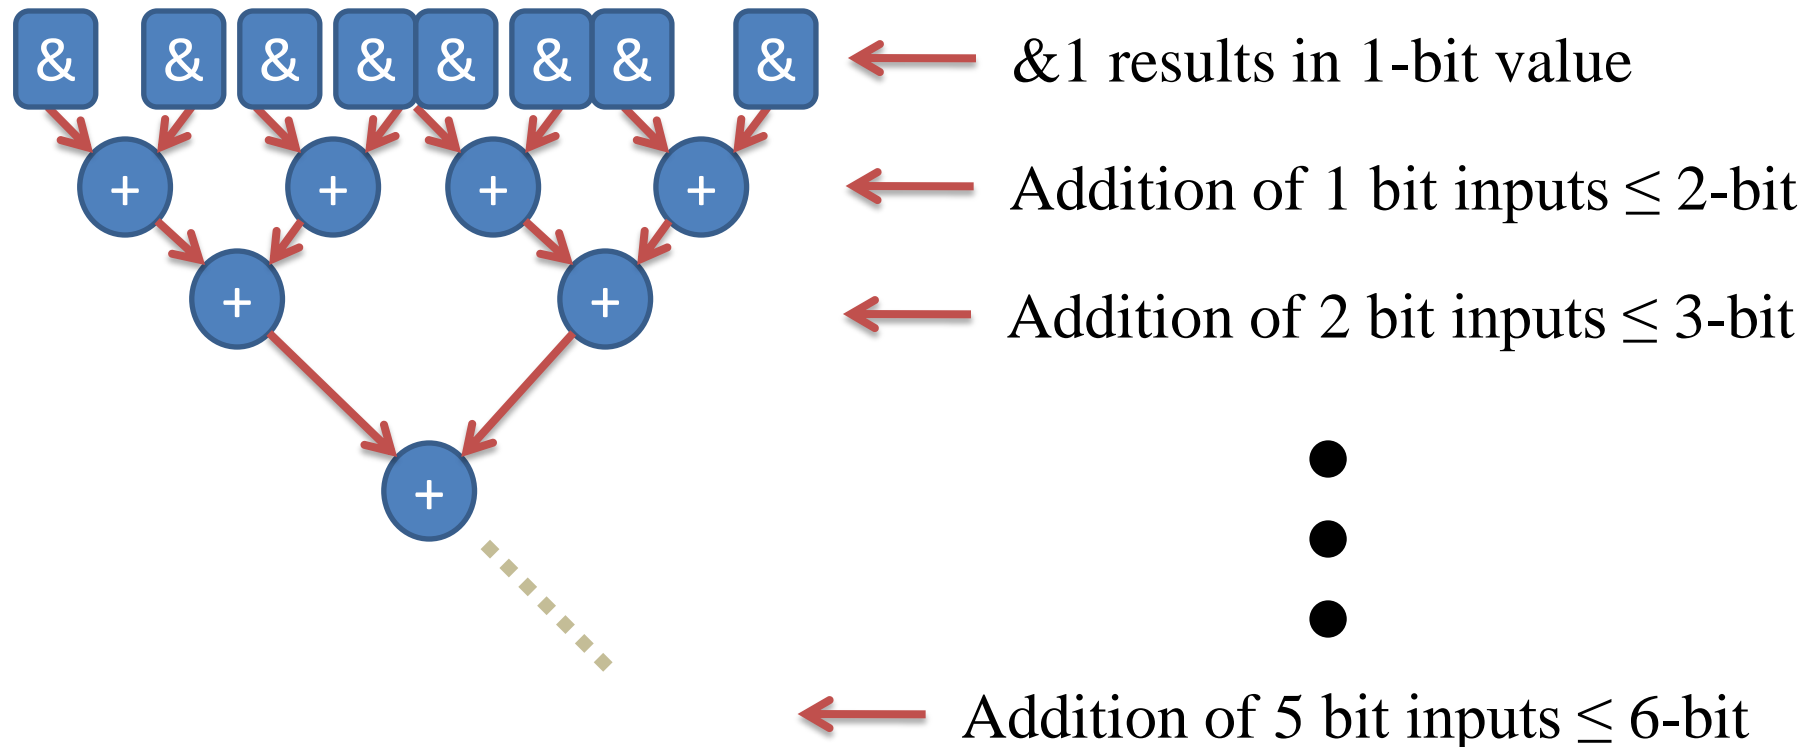 & & & & & & & & &1 results in 1-bit value
+ + + + Addition of 1 bit inputs ≤ 2-bit
+ + Addition of 2 bit inputs ≤ 3-bit
+
Addition of 5 bit inputs ≤ 6-bit